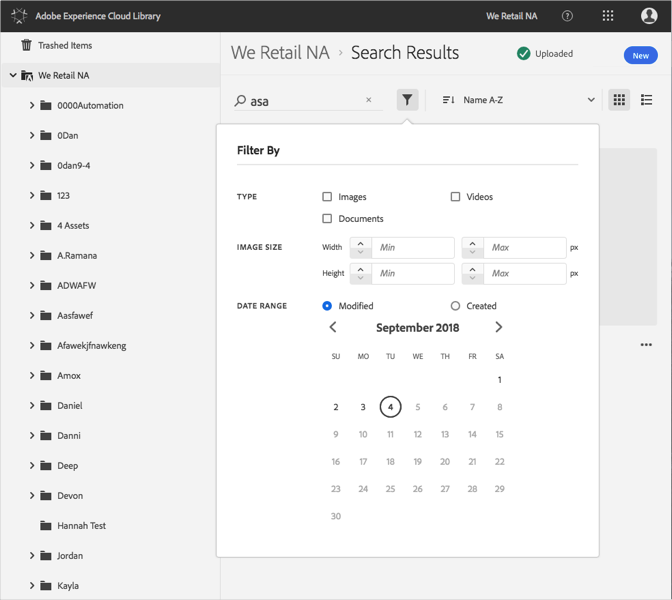 Adobe Experience Cloud Library
We Retail NA
Trashed Items
We Retail NA
0000Automation
0Dan
0dan9-4
123
4 Assets
A.Ramana
ADWAFW
Aasfawef
Afawekjfnawkeng
Amox
Daniel
Danni
Deep
Devon
Hannah Test
Jordan
Kayla
We Retail NA › Search Results
Uploaded
New
asa
Name A-Z
Filter By
TYPE Images Videos
Documents
IMAGE SIZE Width Min Max px
Height Min Max px
DATE RANGE Modified Created
September 2018
SU MO TU WE TH FR SA
1
2 3 4 5 6 7 8
9 10 11 12 13 14 15
16 17 18 19 20 21 22
23 24 25 26 27 28 29
30